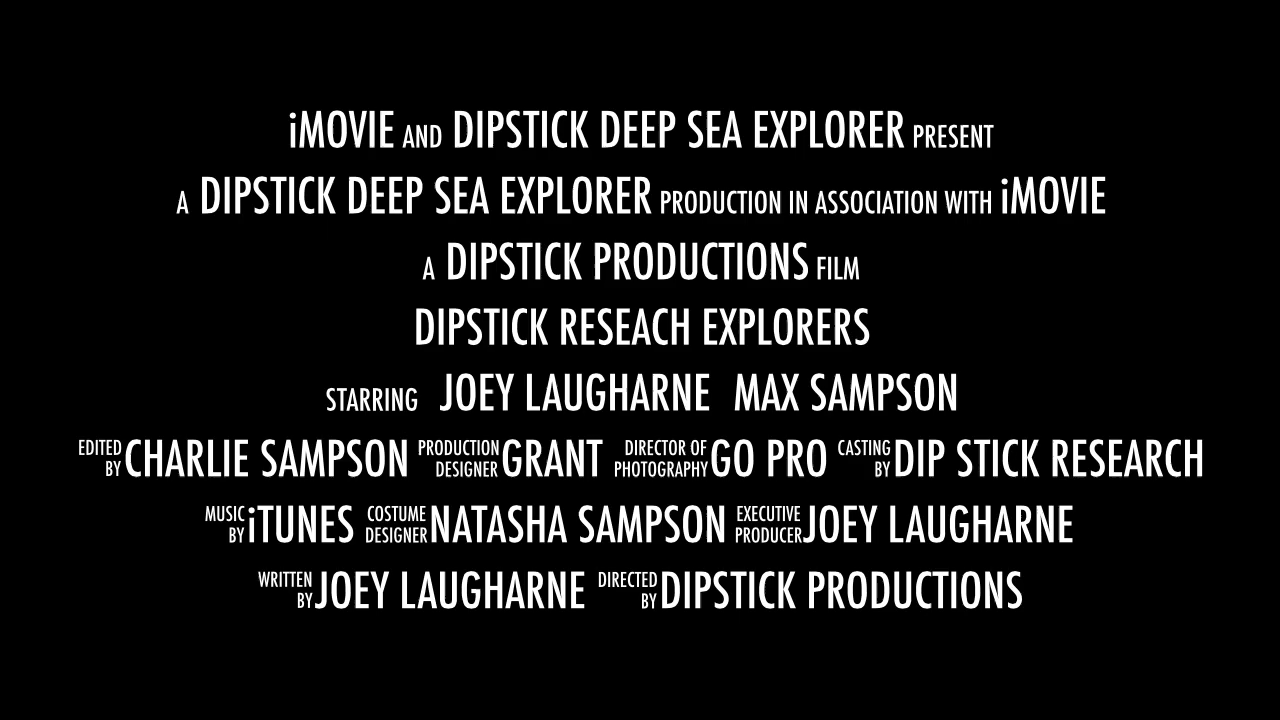 iMOVIE AND DIPSTICK DEEP SEA EXPLORER PRESENT
A DIPSTICK DEEP SEA EXPLORER PRODUCTION IN ASSOCIATION WITH iMOVIE
A DIPSTICK PRODUCTIONS FILM
DIPSTICK RESEACH EXPLORERS
STARRING JOEY LAUGHARNE MAX SAMPSON
EDITED BY CHARLIE SAMPSON PRODUCTION DESIGNER GRANT DIRECTOR OF PHOTOGRAPHY GO PRO CASTING BY DIP STICK RESEARCH
MUSIC BY iTUNES COSTUME DESIGNER NATASHA SAMPSON EXECUTIVE PRODUCER JOEY LAUGHARNE
WRITTEN BY JOEY LAUGHARNE DIRECTED BY DIPSTICK PRODUCTIONS